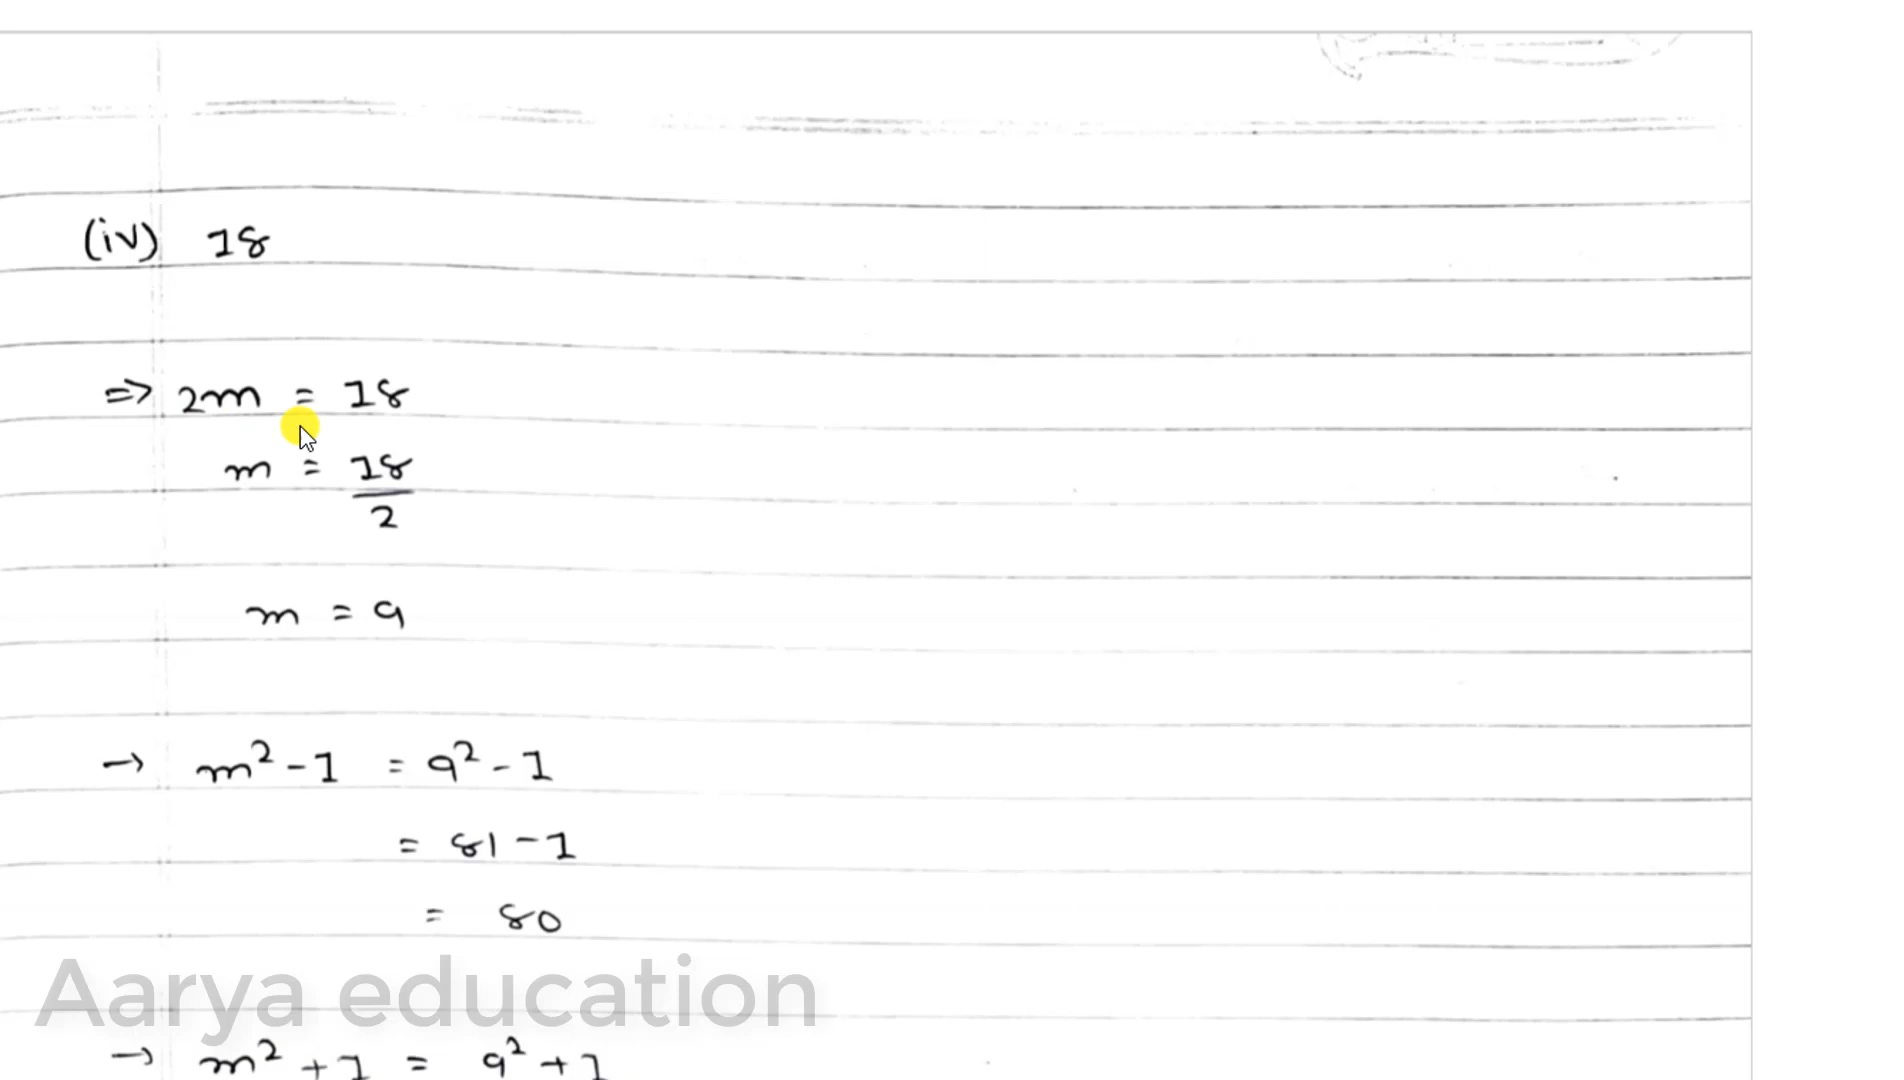 (iv) 18
=> 2m = 18
m = 18
2
m = 9
→ m² - 1 = 9² - 1
= 81 - 1
= 80
Aarya education
→ m² + 1 = 9² + 1